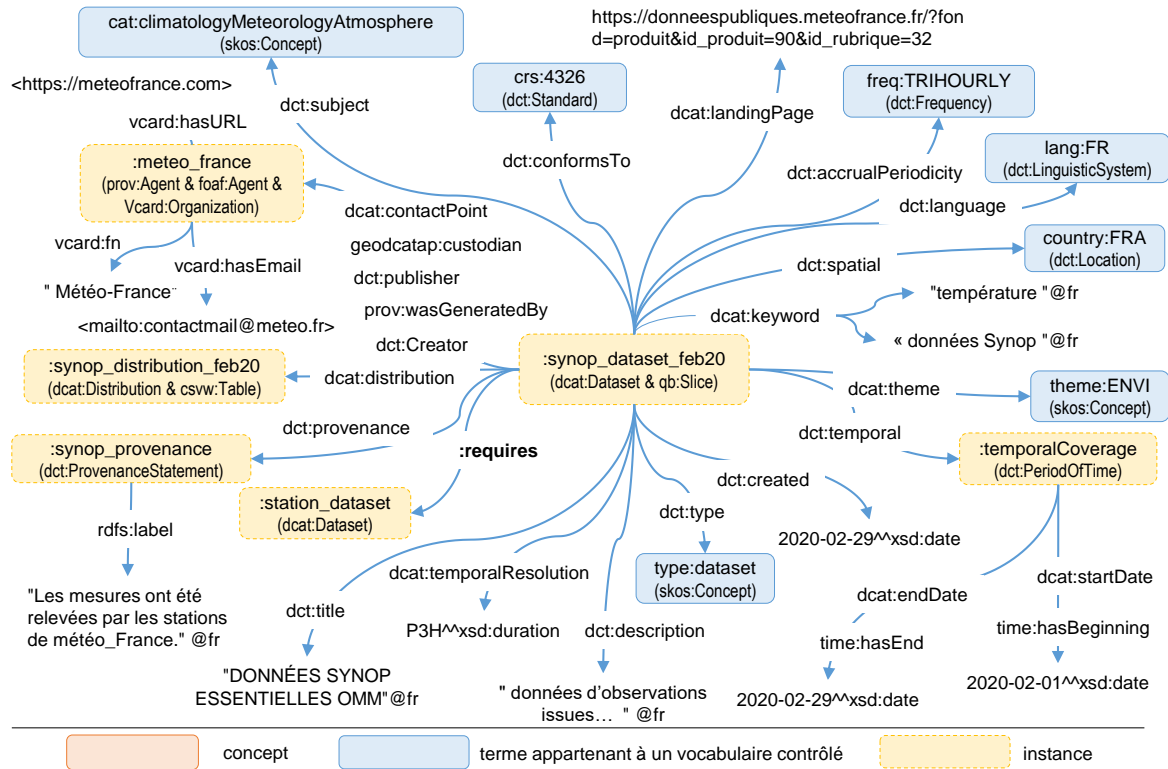 cat:climatologyMeteorologyAtmosphere
(skos:Concept)
https://donneespubliques.meteofrance.fr/?fon
d=produit&id_produit=90&id_rubrique=32
<https://meteofrance.com>
dct:subject
crs:4326
(dct:Standard)
dcat:landingPage
freq:TRIHOURLY
(dct:Frequency)
vcard:hasURL
:meteo_france
(prov:Agent & foaf:Agent &
Vcard:Organization)
dct:conformsTo
dct:accrualPeriodicity
lang:FR
(dct:LinguisticSystem)
dct:language
dcat:contactPoint
geodcatap:custodian
dct:publisher
prov:wasGeneratedBy
dct:Creator
vcard:fn
vcard:hasEmail
" Météo-France¨
<mailto:contactmail@meteo.fr>
dct:spatial
country:FRA
(dct:Location)
dcat:keyword
"température "@fr
« données Synop "@fr
:synop_distribution_feb20
(dcat:Distribution & csvw:Table)
dcat:distribution
:synop_dataset_feb20
(dcat:Dataset & qb:Slice)
dcat:theme
theme:ENVI
(skos:Concept)
dct:provenance
:synop_provenance
(dct:ProvenanceStatement)
:requires
dct:temporal
:temporalCoverage
(dct:PeriodOfTime)
:station_dataset
(dcat:Dataset)
dct:created
rdfs:label
dct:type
2020-02-29^^xsd:date
"Les mesures ont été
relevées par les stations
de météo_France." @fr
dcat:temporalResolution
type:dataset
(skos:Concept)
dcat:startDate
dcat:endDate
dct:title
P3H^^xsd:duration
dct:description
time:hasEnd
time:hasBeginning
"DONNÉES SYNOP
ESSENTIELLES OMM"@fr
" données d'observations
issues… " @fr
2020-02-29^^xsd:date
2020-02-01^^xsd:date
concept
terme appartenant à un vocabulaire contrôlé
instance